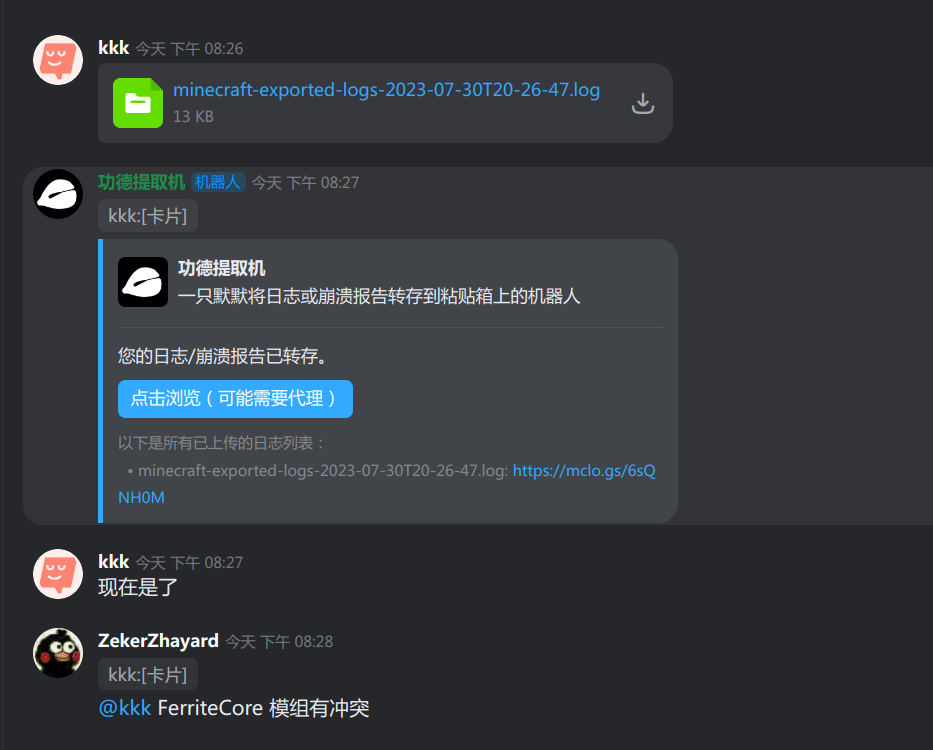 kkk 今天 下午 08:26
minecraft-exported-logs-2023-07-30T20-26-47.log
13 KB
功德提取机 机器人 今天 下午 08:27
kkk:[卡片]
功德提取机
一只默默将日志或崩溃报告转存到粘贴箱上的机器人
您的日志/崩溃报告已转存。
点击浏览（可能需要代理）
以下是所有已上传的日志列表：
• minecraft-exported-logs-2023-07-30T20-26-47.log: https://mclo.gs/6sQ
NH0M
kkk 今天 下午 08:27
现在是了
ZekerZhayard 今天 下午 08:28
kkk:[卡片]
@kkk FerriteCore 模组有冲突